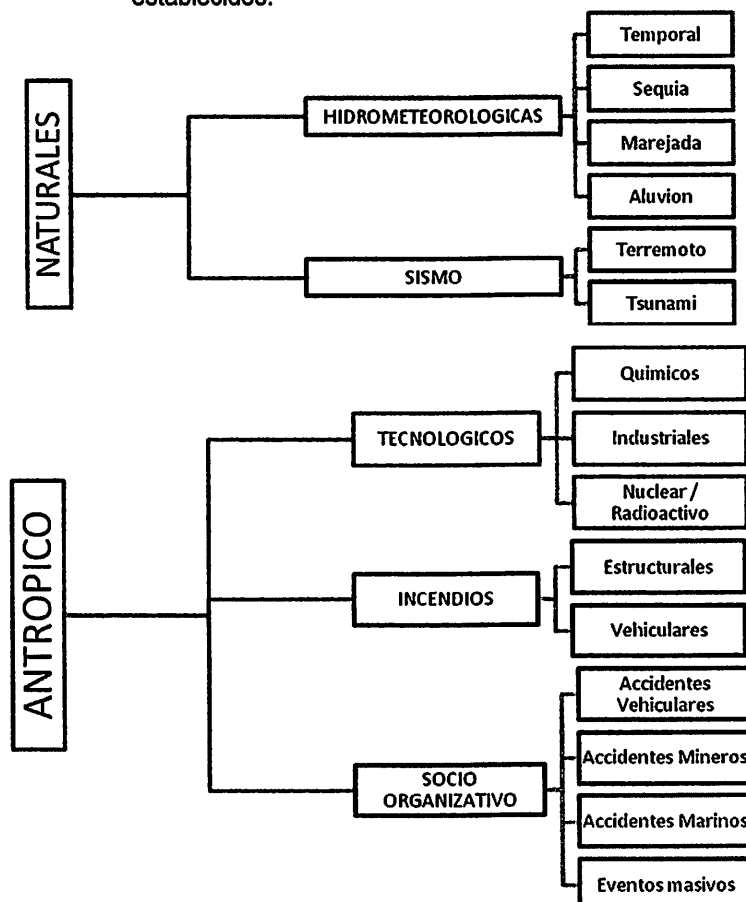 establecidos.
NATURALES
HIDROMETEOROLOGICAS
Temporal
Sequia
Marejada
Aluvion
SISMO
Terremoto
Tsunami
ANTROPICO
TECNOLOGICOS
Quimicos
Industriales
Nuclear /
Radioactivo
INCENDIOS
Estructurales
Vehiculares
SOCIO
ORGANIZATIVO
Accidentes
Vehiculares
Accidentes Mineros
Accidentes Marinos
Eventos masivos